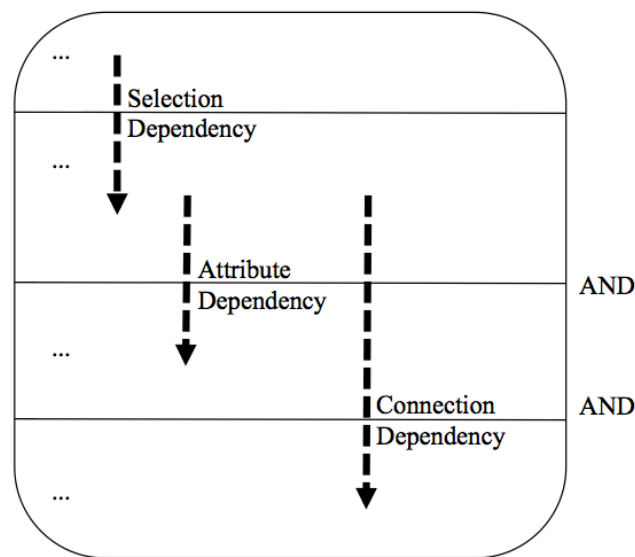 ...
Selection
Dependency
...
Attribute
AND
Dependency
...
Connection
AND
Dependency
...